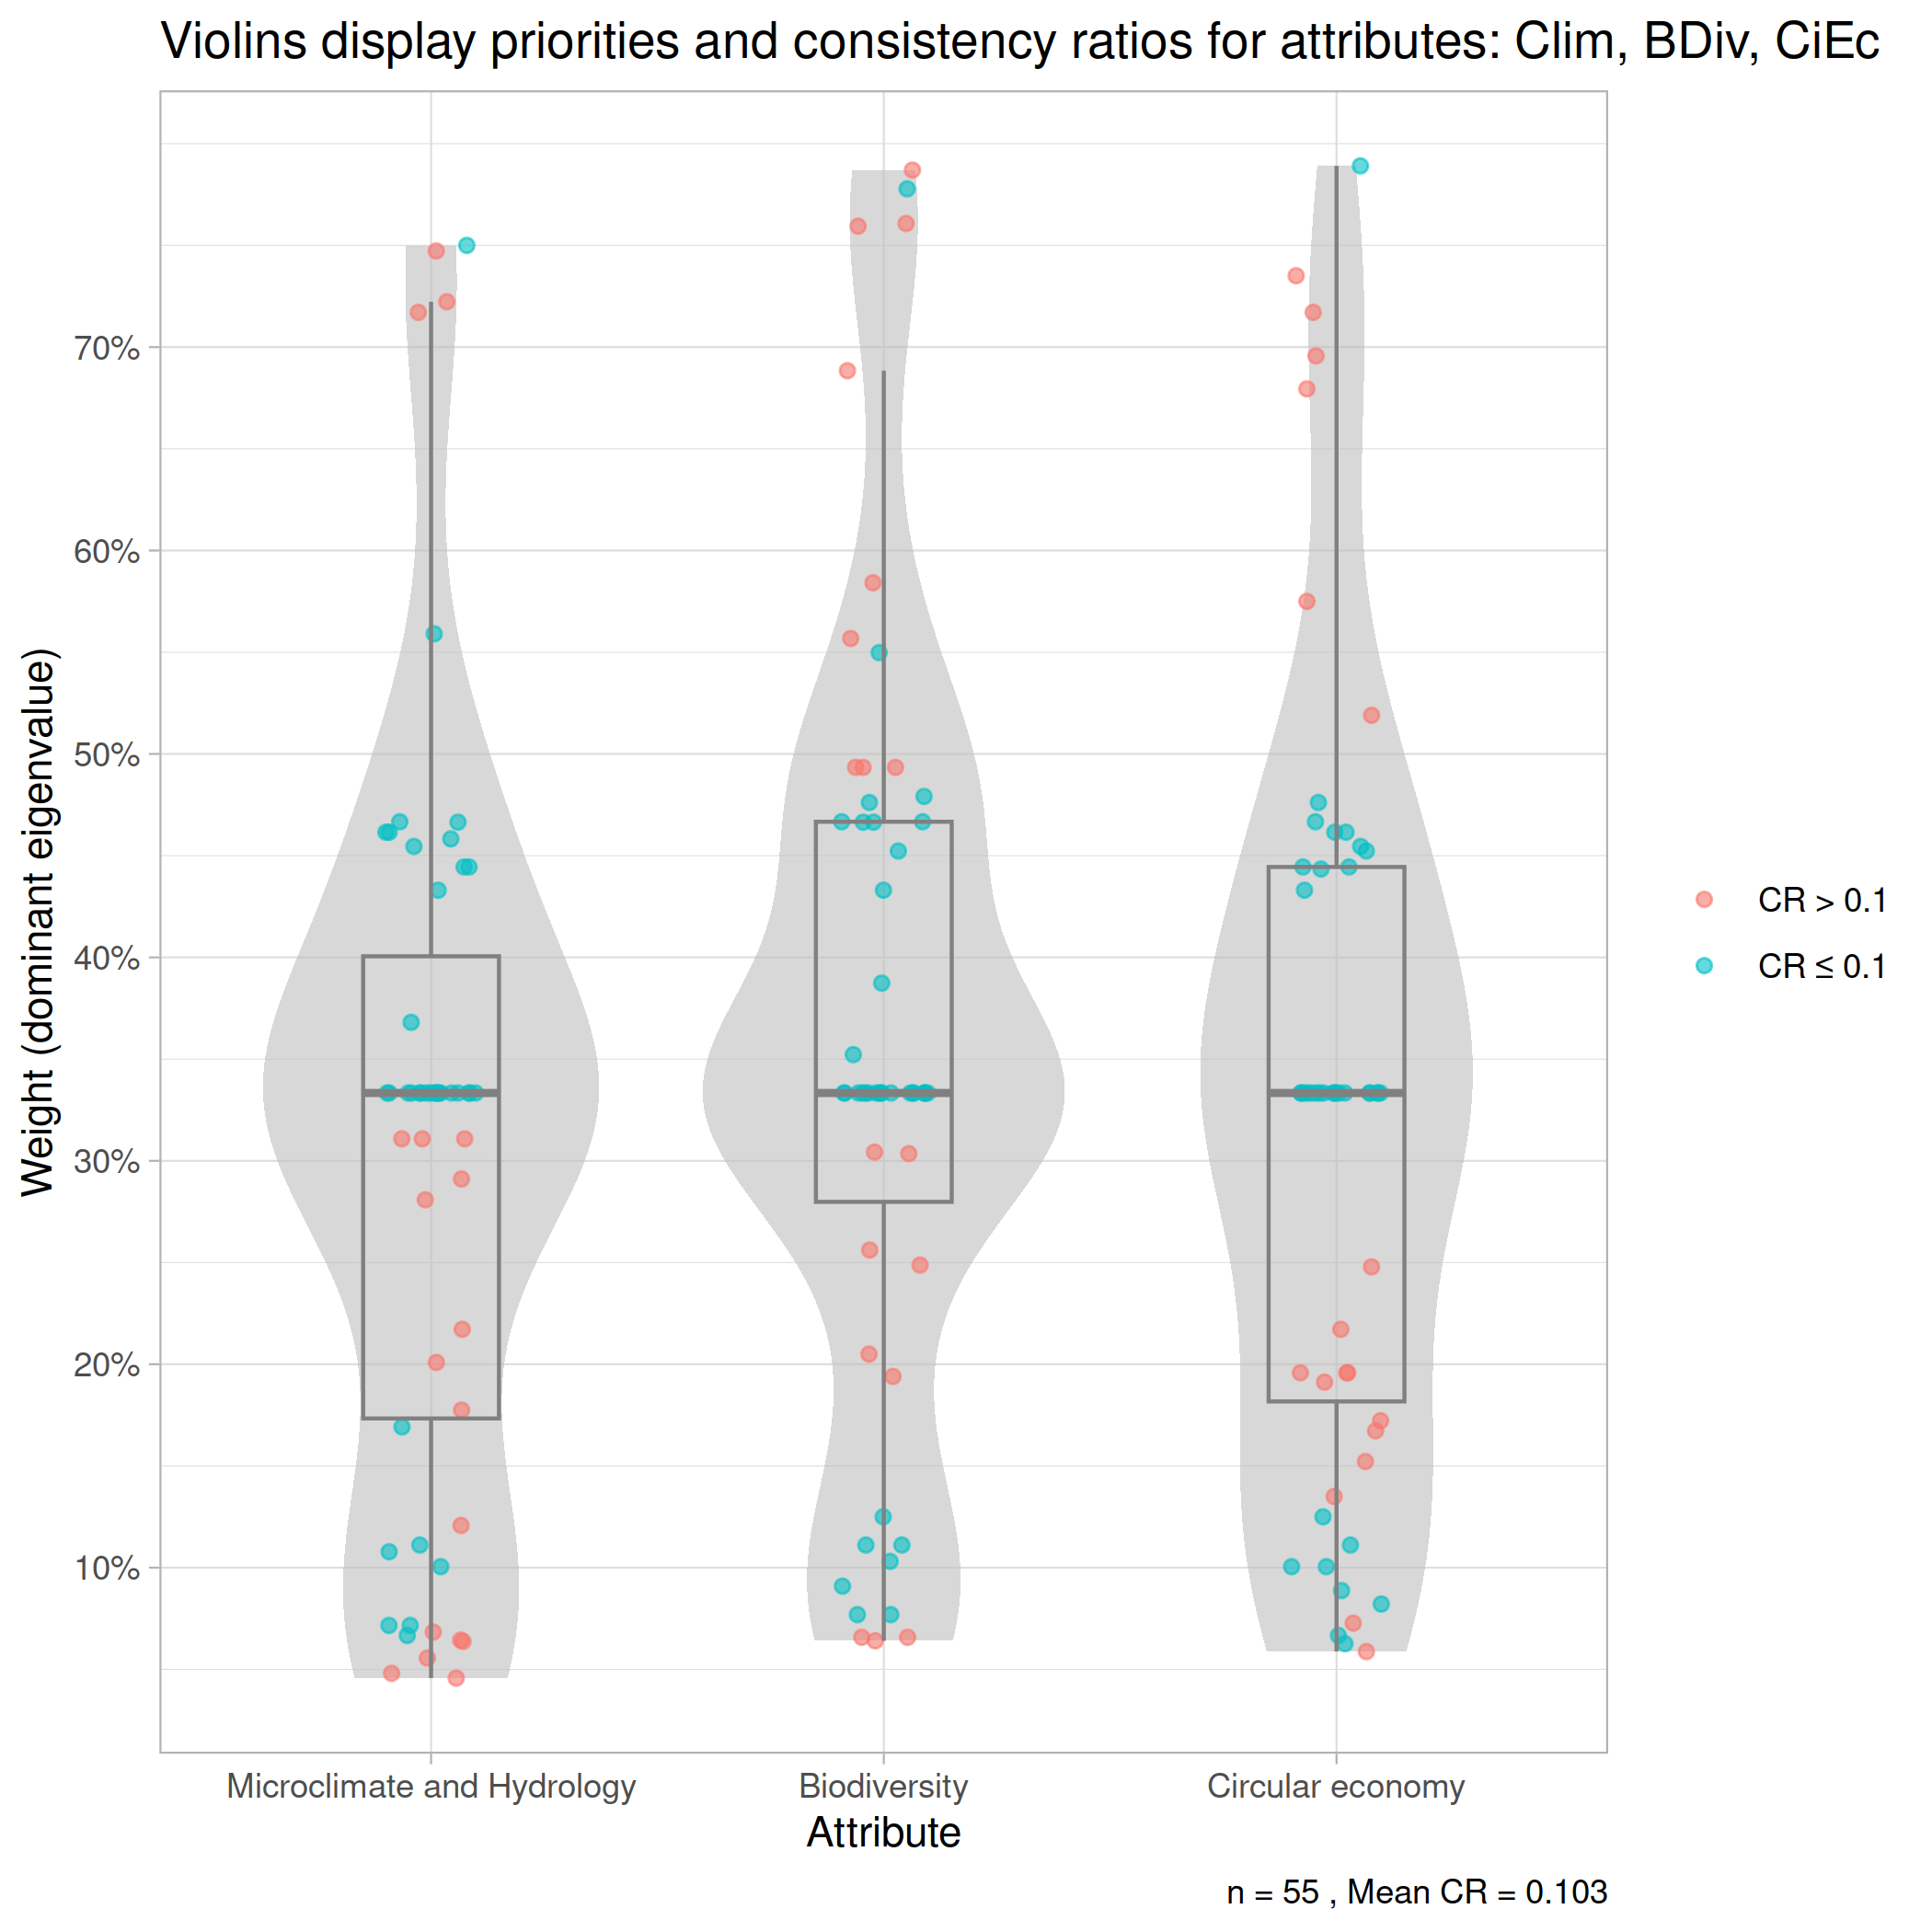 Violins display priorities and consistency ratios for attributes: Clim, BDiv, CiEc
Weight (dominant eigenvalue)
70%
60%
50%
40%
30%
20%
10%
CR > 0.1
CR ≤ 0.1
Microclimate and Hydrology
Biodiversity
Circular economy
Attribute
n = 55 , Mean CR = 0.103